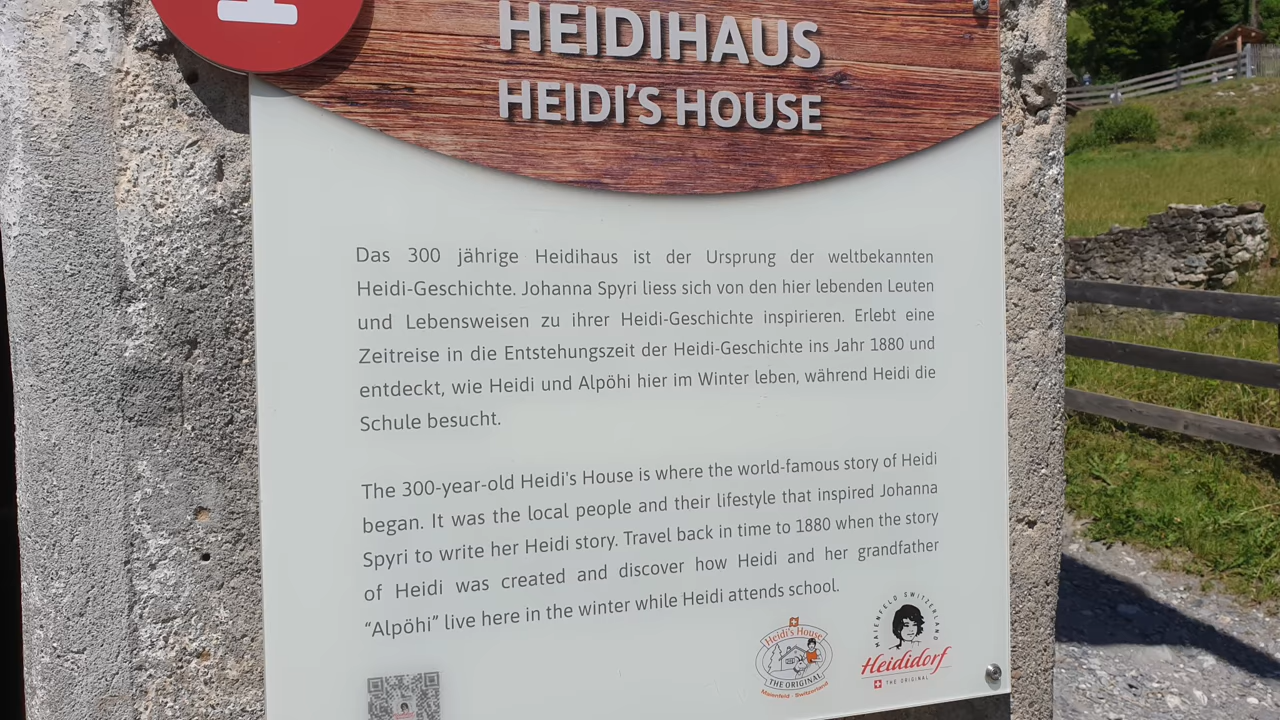 HEIDIHAUS
HEIDI'S HOUSE
Das 300 jährige Heidihaus ist der Ursprung der weltbekannten
Heidi-Geschichte. Johanna Spyri liess sich von den hier lebenden Leuten
und Lebensweisen zu ihrer Heidi-Geschichte inspirieren. Erlebt eine
Zeitreise in die Entstehungszeit der Heidi-Geschichte ins Jahr 1880 und
entdeckt, wie Heidi und Alpöhi hier im Winter leben, während Heidi die
Schule besucht.
The 300-year-old Heidi's House is where the world-famous story of Heidi
began. It was the local people and their lifestyle that inspired Johanna
Spyri to write her Heidi story. Travel back in time to 1880 when the story
of Heidi was created and discover how Heidi and her grandfather
“Alpöhi” live here in the winter while Heidi attends school.
Heidi's House
THE ORIGINAL
Maienfeld · Switzerland
MAIENFELD SWITZERLAND
Heididorf
THE ORIGINAL